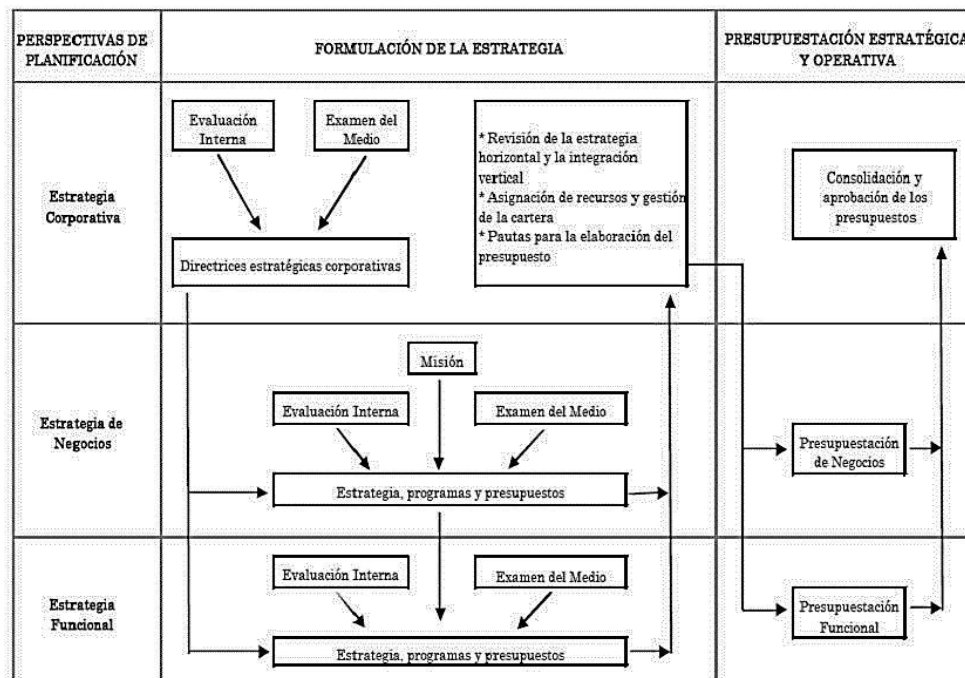 PERSPECTIVAS DE
PLANIFICACIÓN
FORMULACIÓN DE LA ESTRATEGIA
PRESUPUESTACIÓN ESTRATÉGICA
Y OPERATIVA
Estrategia
Corporativa
Evaluación
Interna
Examen del
Medio
Directrices estratégicas corporativas
* Revisión de la estrategia
horizontal y la integración
vertical
* Asignación de recursos y gestión
de la cartera
* Pautas para la elaboración del
presupuesto
Consolidación y
aprobación de los
presupuestos
Estrategia de
Negocios
Misión
Evaluación Interna
Examen del Medio
Estrategia, programas y presupuestos
Presupuestación
de Negocios
Estrategia
Funcional
Evaluación Interna
Examen del Medio
Estrategia, programas y presupuestos
Presupuestación
Funcional